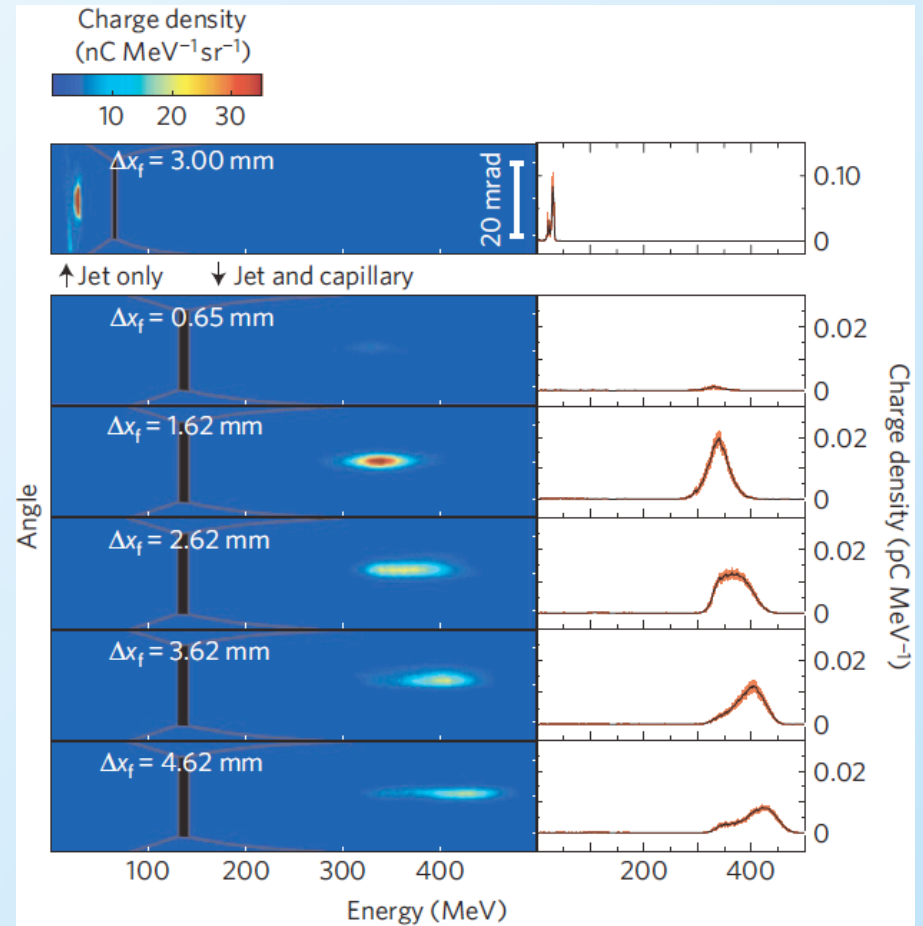 Charge density
(nC MeV⁻¹ sr⁻¹)
10 20 30
Δx_f = 3.00 mm
20 mrad
0.10
0
↑ Jet only ↓ Jet and capillary
Δx_f = 0.65 mm
0.02
0
Δx_f = 1.62 mm
0.02
0
Δx_f = 2.62 mm
0.02
0
Δx_f = 3.62 mm
0.02
0
Δx_f = 4.62 mm
0.02
0
Angle
Charge density (pC MeV⁻¹)
100 200 300 400
200 400
Energy (MeV)